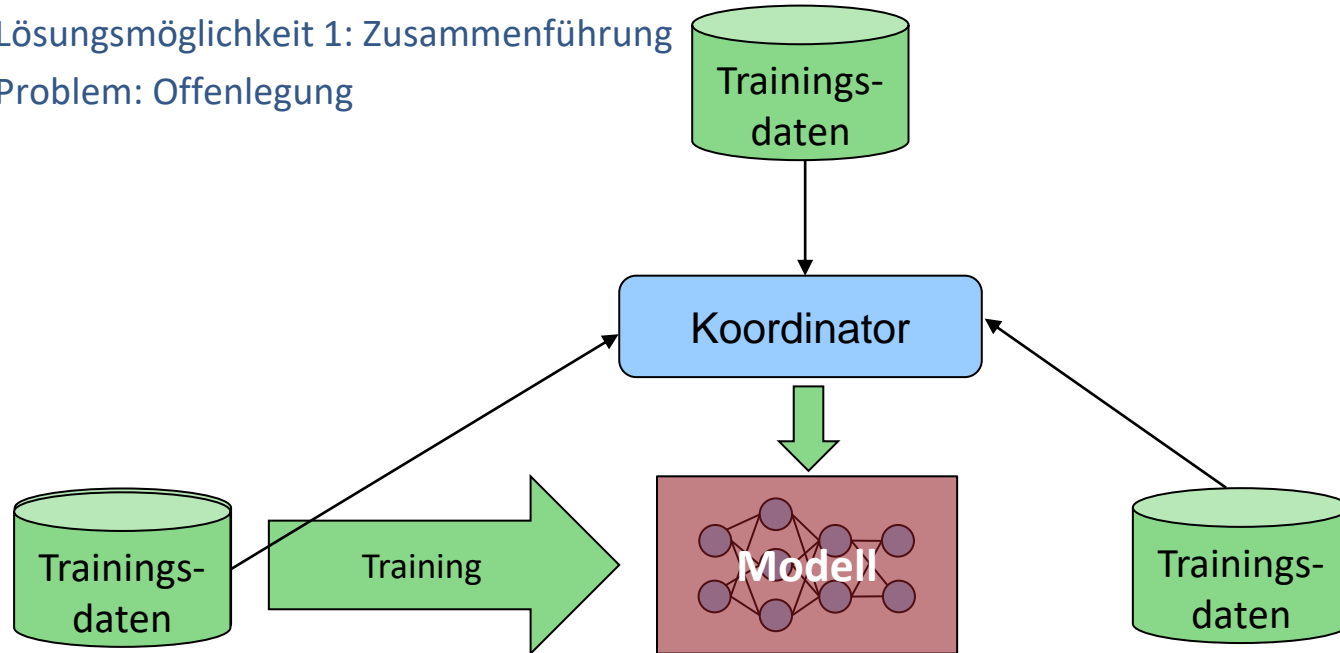 Lösungsmöglichkeit 1: Zusammenführung
Problem: Offenlegung
Trainings-
daten
Koordinator
Trainings-
daten
Training
Modell
Trainings-
daten